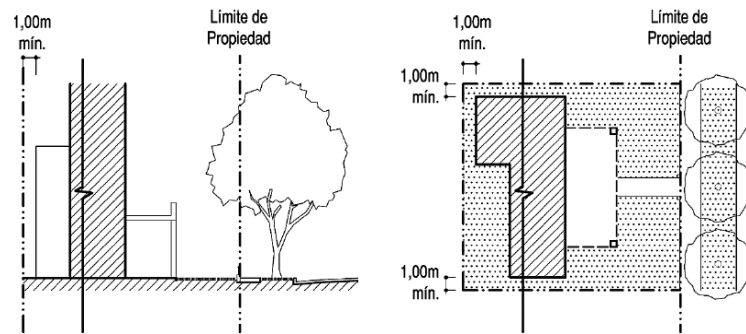 1,00m
mín.
Límite de
Propiedad
1,00m
mín.
1,00m
mín.
Límite de
Propiedad
1,00m
mín.